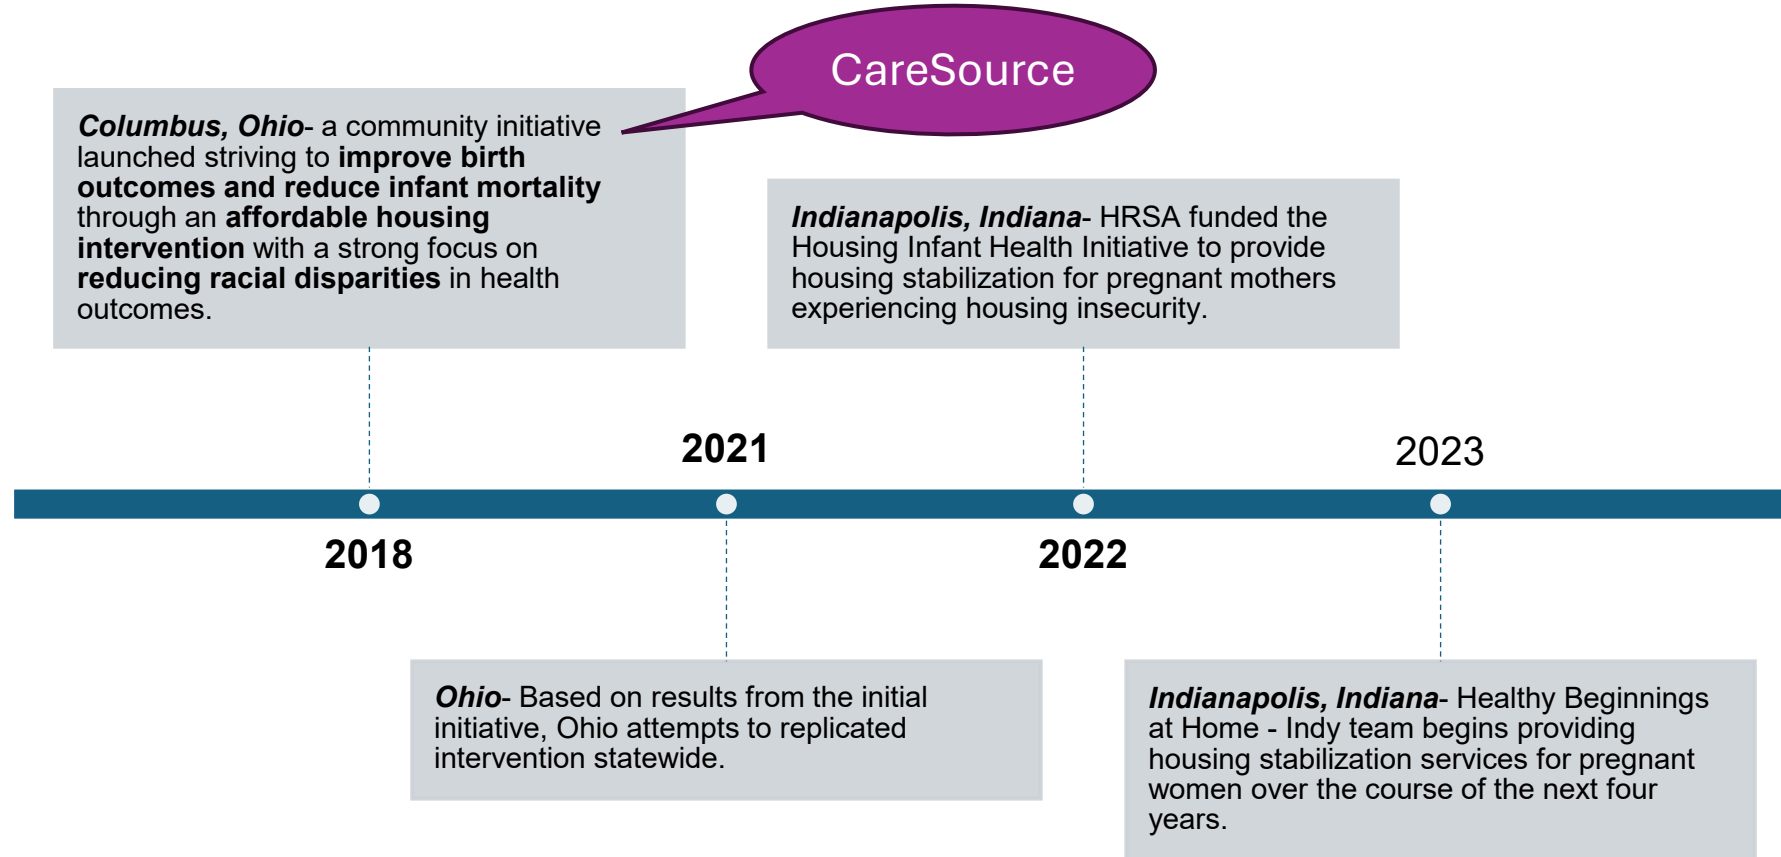 CareSource
Columbus, Ohio- a community initiative
launched striving to improve birth
outcomes and reduce infant mortality
through an affordable housing
intervention with a strong focus on
reducing racial disparities in health
outcomes.
Indianapolis, Indiana- HRSA funded the
Housing Infant Health Initiative to provide
housing stabilization for pregnant mothers
experiencing housing insecurity.
2021
2023
2018
2022
Ohio- Based on results from the initial
initiative, Ohio attempts to replicated
intervention statewide.
Indianapolis, Indiana- Healthy Beginnings
at Home - Indy team begins providing
housing stabilization services for pregnant
women over the course of the next four
years.